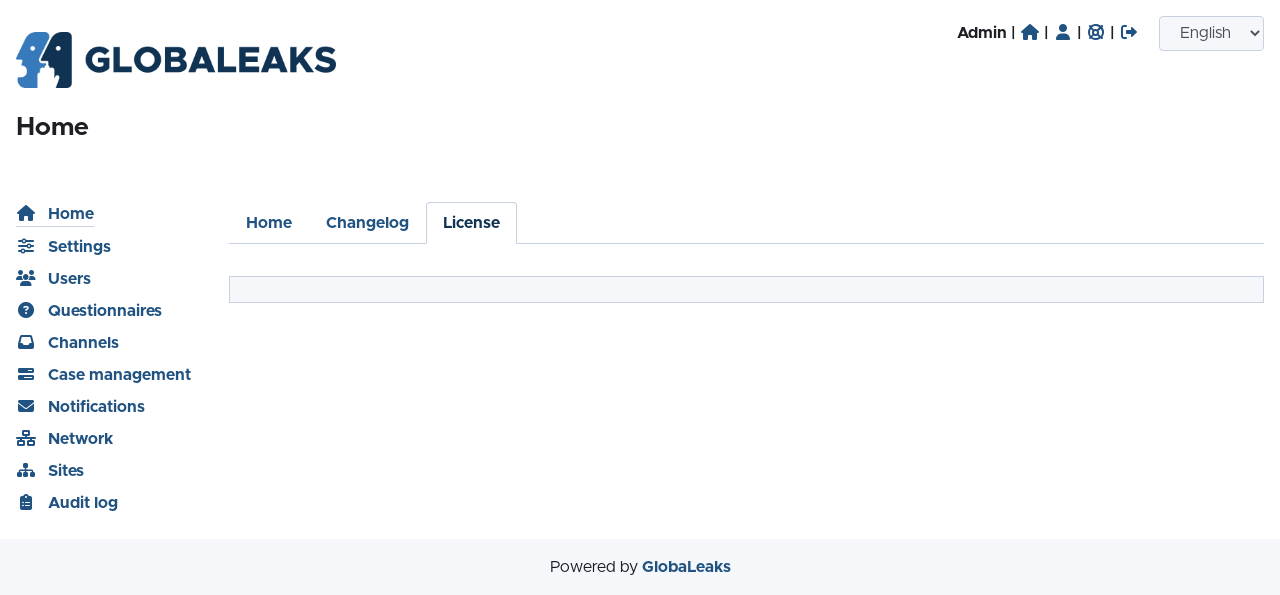 GLOBALEAKS
Admin | | | |
English
Home
Home
Settings
Users
Questionnaires
Channels
Case management
Notifications
Network
Sites
Audit log
Home Changelog License
Powered by GlobaLeaks